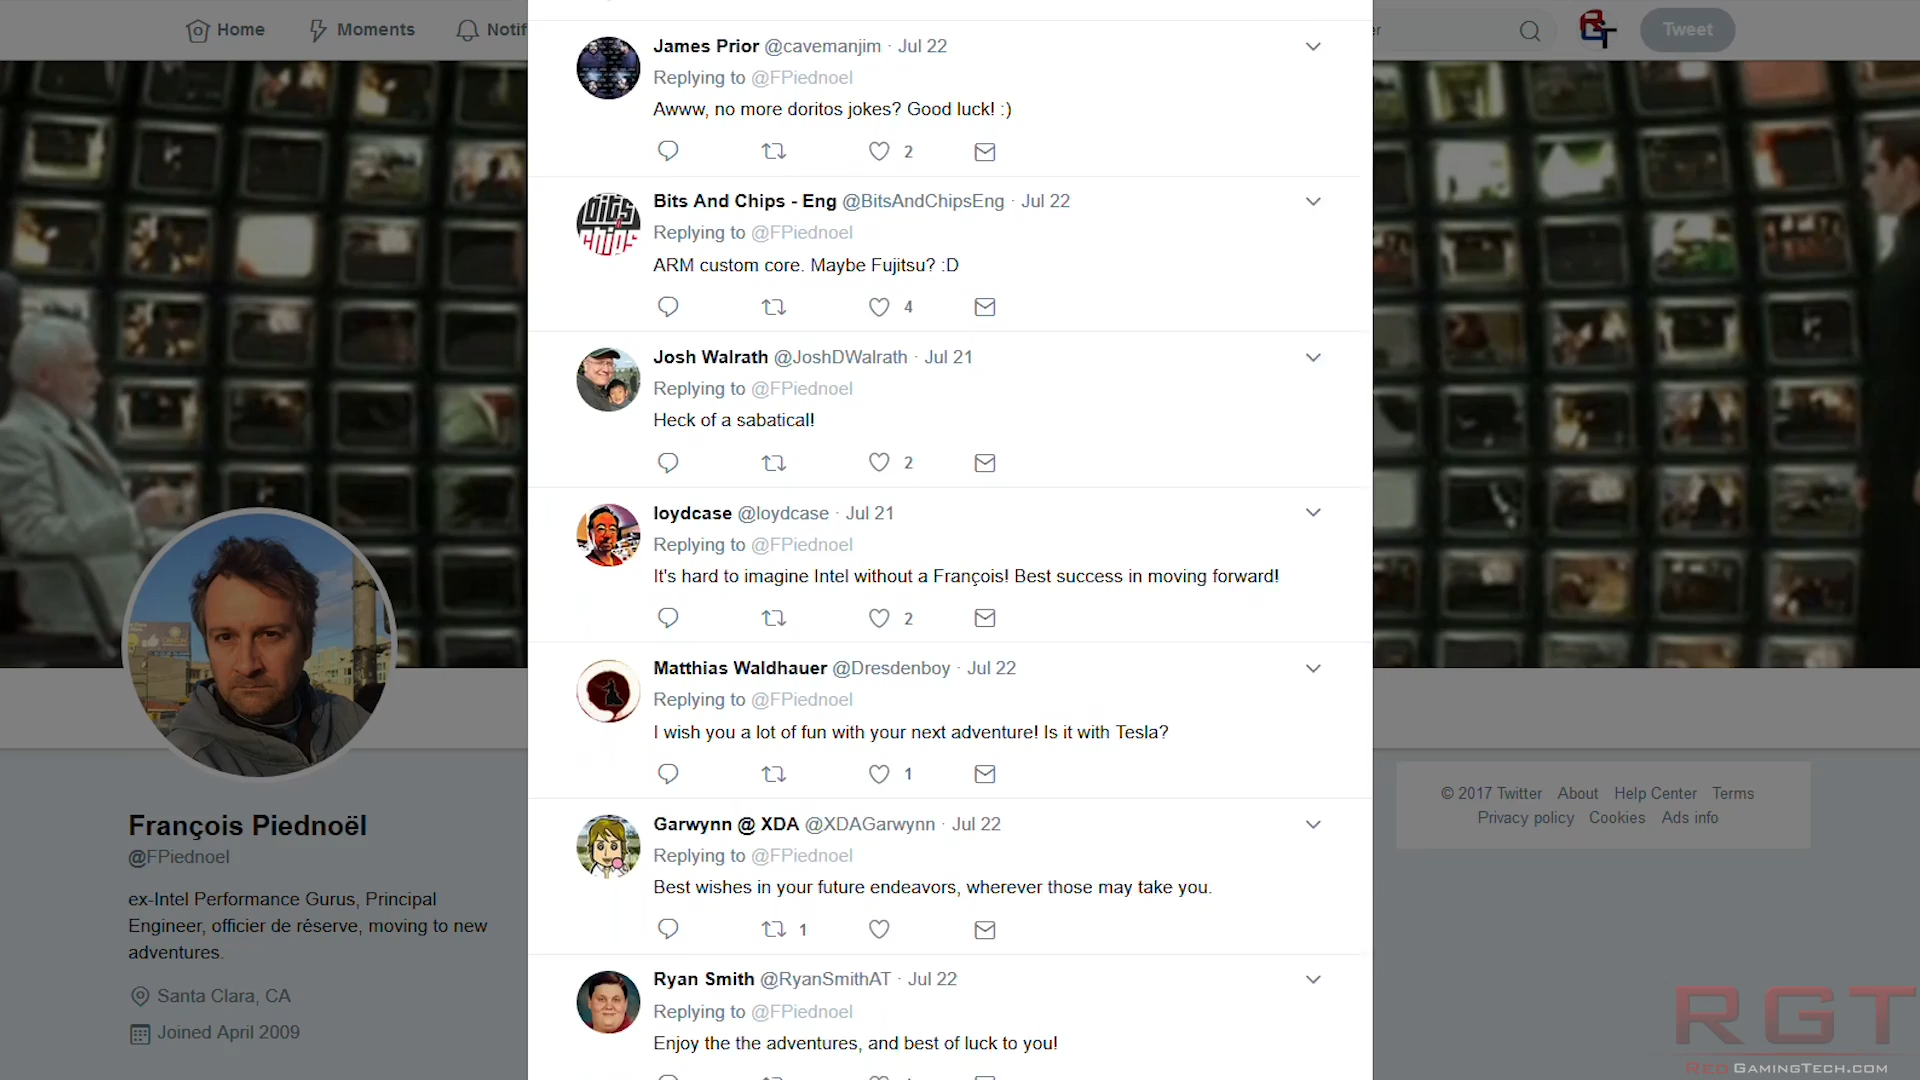 Home
Moments
Notif
er
Tweet
James Prior @cavemanjim · Jul 22
Replying to @FPiednoel
Awww, no more doritos jokes? Good luck! :)
2
Bits And Chips - Eng @BitsAndChipsEng · Jul 22
Replying to @FPiednoel
ARM custom core. Maybe Fujitsu? :D
4
Josh Walrath @JoshDWalrath · Jul 21
Replying to @FPiednoel
Heck of a sabatical!
2
loydcase @loydcase · Jul 21
Replying to @FPiednoel
It's hard to imagine Intel without a François! Best success in moving forward!
2
Matthias Waldhauer @Dresdenboy · Jul 22
Replying to @FPiednoel
I wish you a lot of fun with your next adventure! Is it with Tesla?
1
Garwynn @ XDA @XDAGarwynn · Jul 22
Replying to @FPiednoel
Best wishes in your future endeavors, wherever those may take you.
1
Ryan Smith @RyanSmithAT · Jul 22
Replying to @FPiednoel
Enjoy the the adventures, and best of luck to you!
bits
chips
François Piednoël
@FPiednoel
ex-Intel Performance Gurus, Principal
Engineer, officier de réserve, moving to new
adventures.
Santa Clara, CA
Joined April 2009
© 2017 Twitter About Help Center Terms
Privacy policy Cookies Ads info
RGT
RED GAMINGTECH.COM